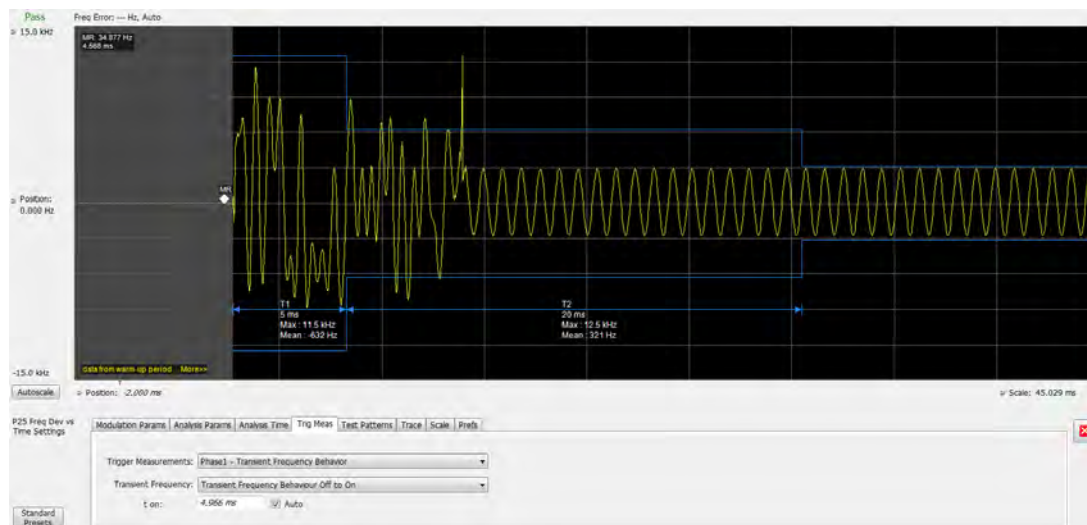 Pass
Freq Error: --- Hz, Auto
15.0 kHz
MR: 34.877 Hz
4.568 ms
MR
Position:
0.000 Hz
T1
5 ms
Max : 11.5 kHz
Mean : -632 Hz
T2
20 ms
Max : 12.5 kHz
Mean : 321 Hz
-15.0 kHz
data from warm-up period More>>
Autoscale
Position: -2.000 ms
Scale: 45.029 ms
P25 Freq Dev vs
Time Settings
Modulation Params Analysis Params Analysis Time Trig Meas Test Patterns Trace Scale Prefs
Trigger Measurements: Phase1 - Transient Frequency Behavior
Transient Frequency: Transient Frequency Behaviour Off to On
t on: 4.966 ms Auto
Standard
Presets